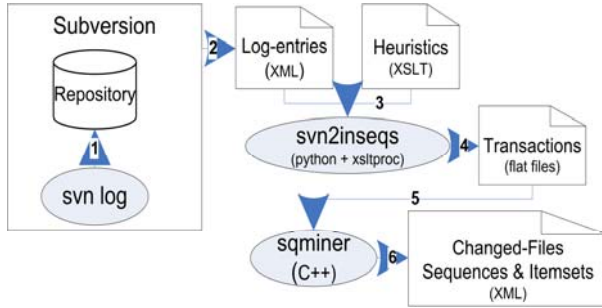 Subversion
Repository
1
svn log
2
Log-entries
(XML)
Heuristics
(XSLT)
3
svn2inseqs
(python + xsltproc)
4
Transactions
(flat files)
5
sqminer
(C++)
6
Changed-Files
Sequences & Itemsets
(XML)